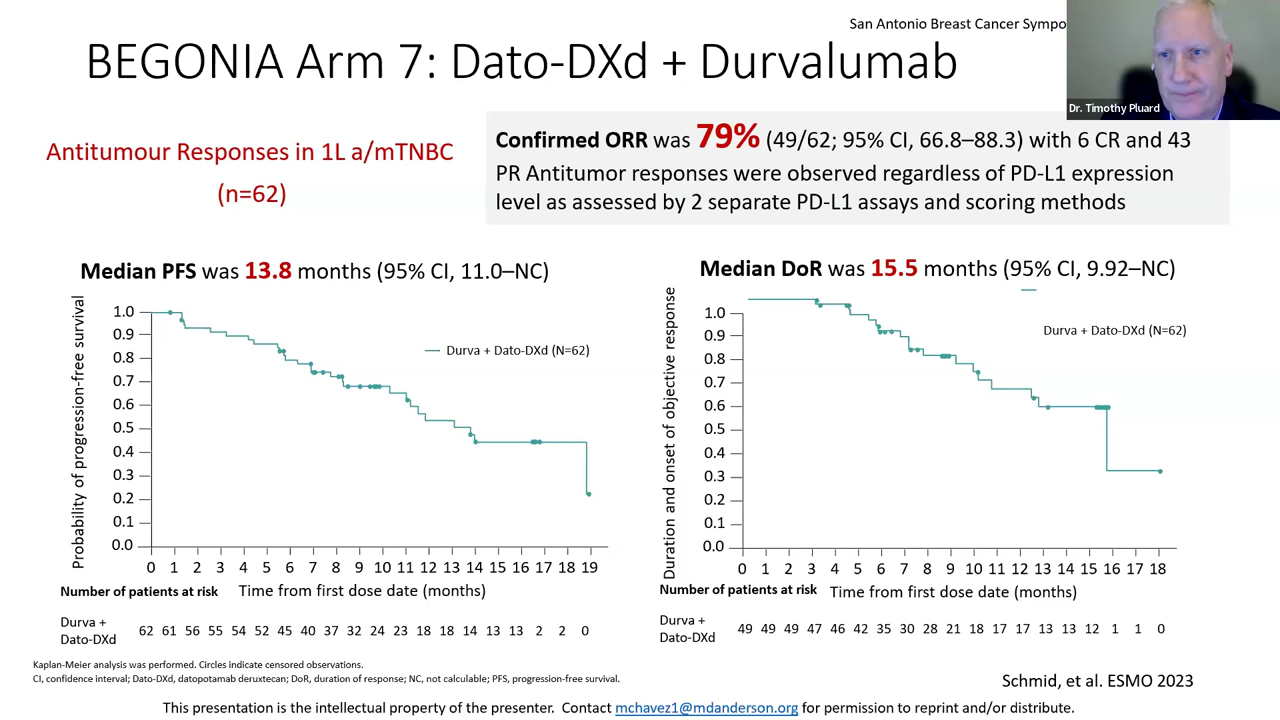 San Antonio Breast Cancer Sympo
BEGONIA Arm 7: Dato-DXd + Durvalumab
Dr. Timothy Pluard
Antitumour Responses in 1L a/mTNBC
(n=62)
Confirmed ORR was 79% (49/62; 95% CI, 66.8–88.3) with 6 CR and 43
PR Antitumor responses were observed regardless of PD-L1 expression
level as assessed by 2 separate PD-L1 assays and scoring methods
Median PFS was 13.8 months (95% CI, 11.0–NC)
Probability of progression-free survival
1.0
0.9
0.8
0.7
0.6
0.5
0.4
0.3
0.2
0.1
0.0
Durva + Dato-DXd (N=62)
0 1 2 3 4 5 6 7 8 9 10 11 12 13 14 15 16 17 18 19
Number of patients at risk
Time from first dose date (months)
Durva +
Dato-DXd
62 61 56 55 54 52 45 40 37 32 24 23 18 18 14 13 13 2 2 0
Median DoR was 15.5 months (95% CI, 9.92–NC)
Duration and onset of objective response
1.0
0.9
0.8
0.7
0.6
0.5
0.4
0.3
0.2
0.1
0.0
Durva + Dato-DXd (N=62)
0 1 2 3 4 5 6 7 8 9 10 11 12 13 14 15 16 17 18
Number of patients at risk
Time from first dose date (months)
Durva +
Dato-DXd
49 49 49 47 46 42 35 30 28 21 18 17 17 13 13 12 1 1 0
Kaplan-Meier analysis was performed. Circles indicate censored observations.
CI, confidence interval; Dato-DXd, datopotamab deruxtecan; DoR, duration of response; NC, not calculable; PFS, progression-free survival.
Schmid, et al. ESMO 2023
This presentation is the intellectual property of the presenter. Contact mchavez1@mdanderson.org for permission to reprint and/or distribute.